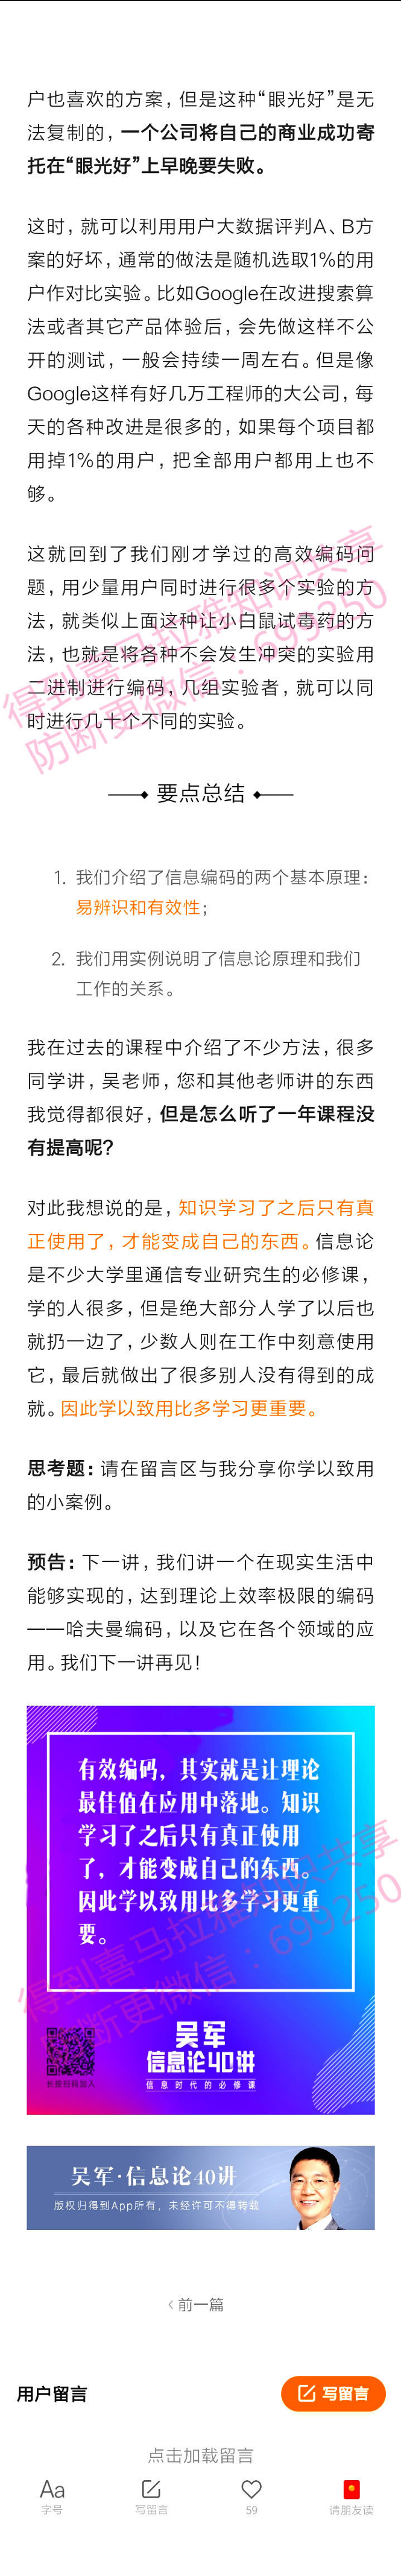 户也喜欢的方案，但是这种“眼光好”是无
法复制的，一个公司将自己的商业成功寄
托在“眼光好”上早晚要失败。
这时，就可以利用用户大数据评判A、B方
案的好坏，通常的做法是随机选取1%的用
户作对比实验。比如Google在改进搜索算
法或者其它产品体验后，会先做这样不公
开的测试，一般会持续一周左右。但是像
Google这样有好几万工程师的大公司，每
天的各种改进是很多的，如果每个项目都
用掉1%的用户，把全部用户都用上也不
够。
这就回到了我们刚才学过的高效编码问
题，用少量用户同时进行很多个实验的方
法，就类似上面这种让小白鼠试毒药的方
法，也就是将各种不会发生冲突的实验用
二进制进行编码，几组实验者，就可以同
时进行几十个不同的实验。
得到喜马拉雅知识共享
防断更微信：699250
要点总结
1. 我们介绍了信息编码的两个基本原理：
易辨识和有效性；
2. 我们用实例说明了信息论原理和我们
工作的关系。
我在过去的课程中介绍了不少方法，很多
同学讲，吴老师，您和其他老师讲的东西
我觉得都很好，但是怎么听了一年课程没
有提高呢？
对此我想说的是，知识学习了之后只有真
正使用了，才能变成自己的东西。信息论
是不少大学里通信专业研究生的必修课，
学的人很多，但是绝大部分人学了以后也
就扔一边了，少数人则在工作中刻意使用
它，最后就做出了很多别人没有得到的成
就。因此学以致用比多学习更重要。
思考题：请在留言区与我分享你学以致用
的小案例。
预告：下一讲，我们讲一个在现实生活中
能够实现的，达到理论上效率极限的编码
——哈夫曼编码，以及它在各个领域的应
用。我们下一讲再见！
有效编码，其实就是让理论
最佳值在应用中落地。知识
学习了之后只有真正使用
了，才能变成自己的东西。
因此学以致用比多学习更重
要。
得到喜马拉雅知识共享
防断更微信：699250
吴军
信息论40讲
信息时代的必修课
长按扫码加入
吴军·信息论40讲
版权归得到App所有，未经许可不得转载
前一篇
用户留言
写留言
点击加载留言
Aa
字号
写留言
59
请朋友读